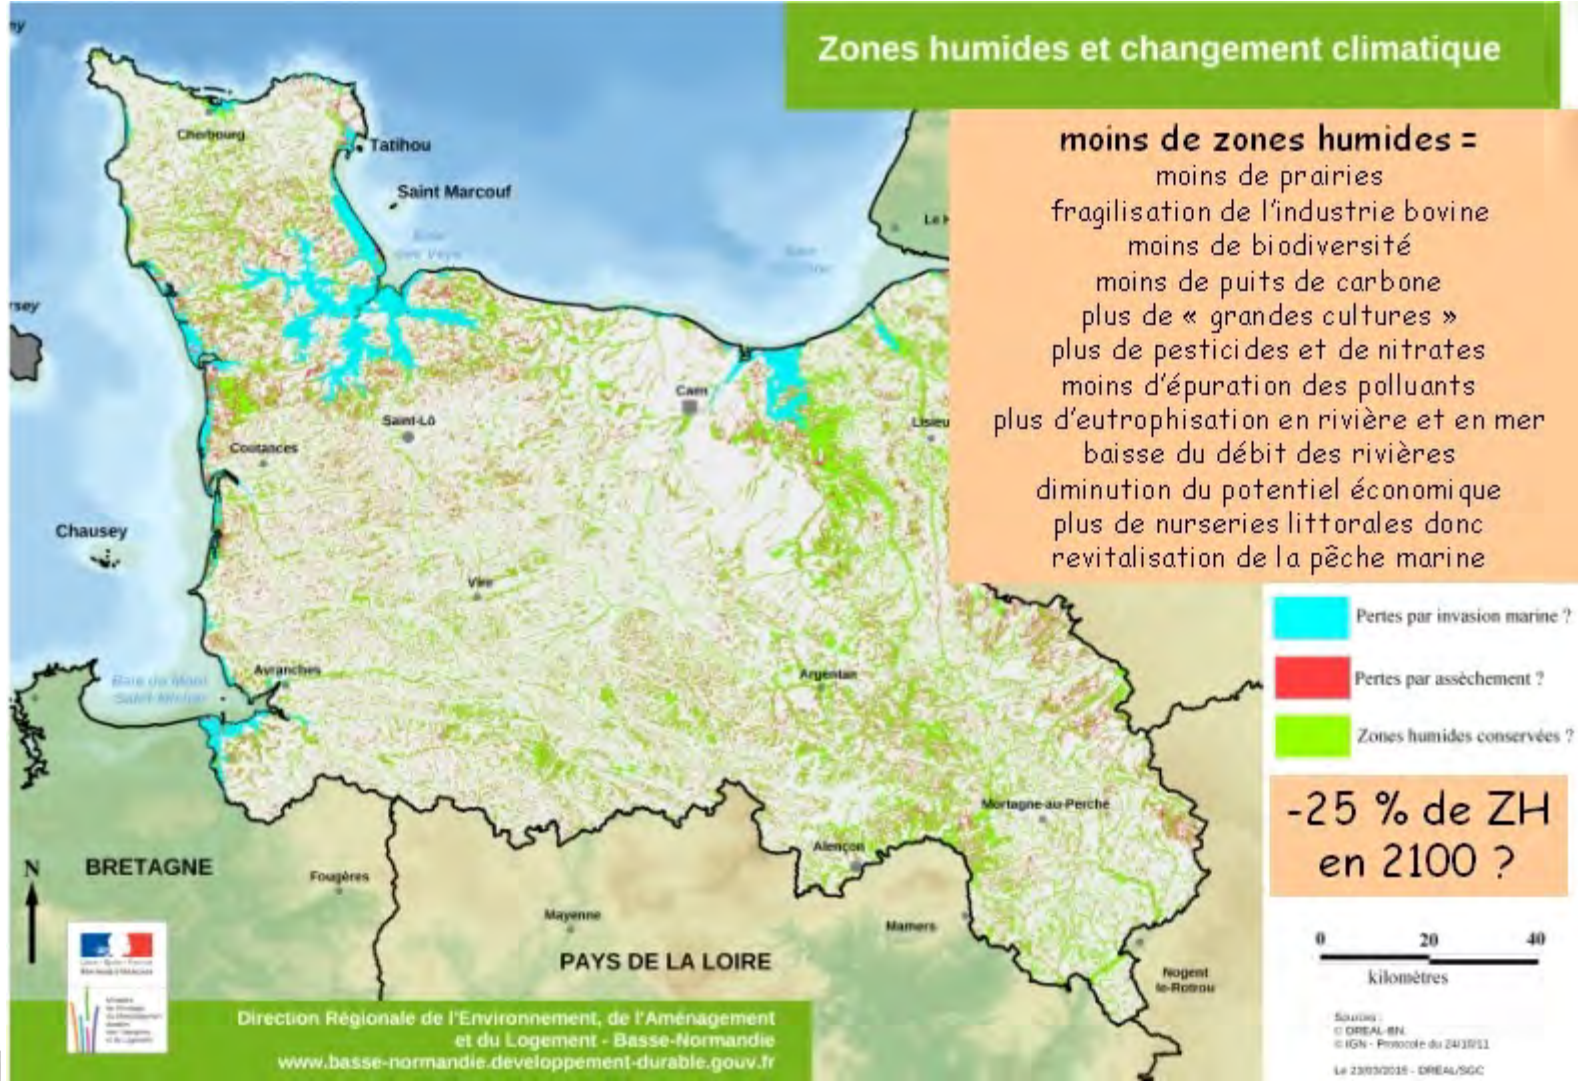 Zones humides et changement climatique
moins de zones humides =
moins de prairies
fragilisation de l'industrie bovine
moins de biodiversité
moins de puits de carbone
plus de « grandes cultures »
plus de pesticides et de nitrates
moins d'épuration des polluants
plus d'eutrophisation en rivière et en mer
baisse du débit des rivières
diminution du potentiel économique
plus de nurseries littorales donc
revitalisation de la pêche marine
Cherbourg
Tatihou
Saint Marcouf
Caen
Saint-Lô
Coutances
Chausey
Vire
Avranches
Baie du Mont
Saint-Michel
Argentan
Mortagne-au-Perche
Alençon
Pertes par invasion marine ?
Pertes par assèchement ?
Zones humides conservées ?
-25 % de ZH
en 2100 ?
N
BRETAGNE
Fougères
Mayenne
Mamers
PAYS DE LA LOIRE
Nogent
le-Rotrou
0 20 40
kilomètres
Sources :
© DREAL-BN
© IGN - Protocole du 24/10/11
Direction Régionale de l'Environnement, de l'Aménagement
et du Logement - Basse-Normandie
www.basse-normandie.developpement-durable.gouv.fr